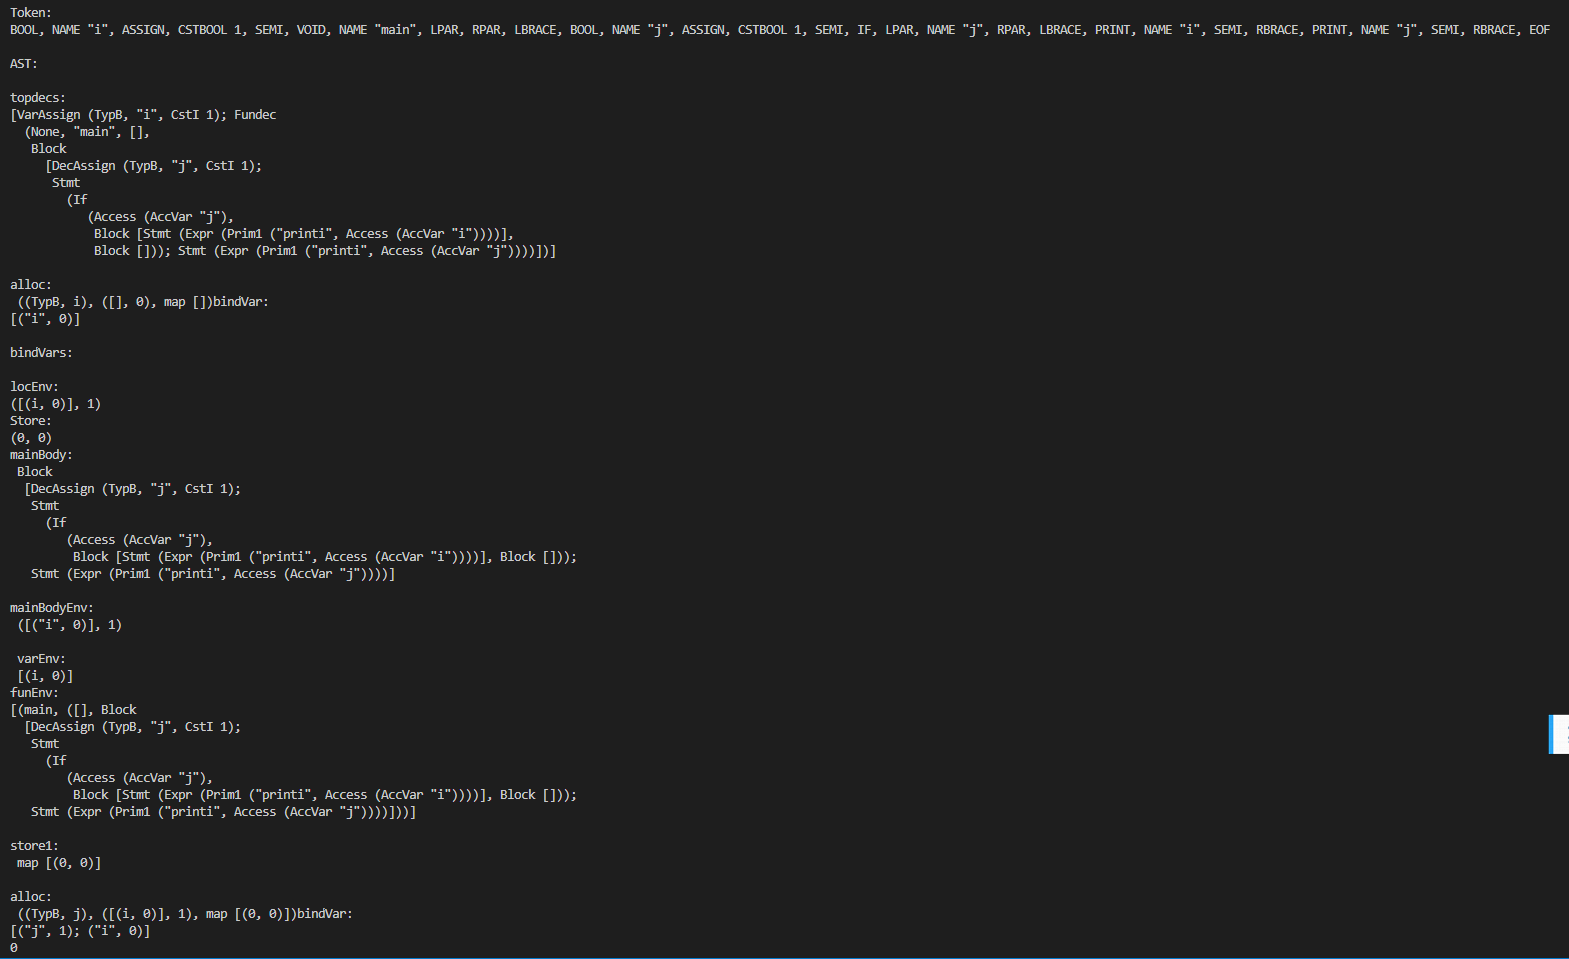 Token:
BOOL, NAME "i", ASSIGN, CSTBOOL 1, SEMI, VOID, NAME "main", LPAR, RPAR, LBRACE, BOOL, NAME "j", ASSIGN, CSTBOOL 1, SEMI, IF, LPAR, NAME "j", RPAR, LBRACE, PRINT, NAME "i", SEMI, RBRACE, PRINT, NAME "j", SEMI, RBRACE, EOF
AST:
topdecs:
[VarAssign (TypB, "i", CstI 1); Fundec
(None, "main", [],
Block
[DecAssign (TypB, "j", CstI 1);
Stmt
(If
(Access (AccVar "j"),
Block [Stmt (Expr (Prim1 ("printi", Access (AccVar "i"))))],
Block [])); Stmt (Expr (Prim1 ("printi", Access (AccVar "j"))))])]
alloc:
((TypB, i), ([], 0), map [])bindVar:
[("i", 0)]
bindVars:
locEnv:
([(i, 0)], 1)
Store:
(0, 0)
mainBody:
Block
[DecAssign (TypB, "j", CstI 1);
Stmt
(If
(Access (AccVar "j"),
Block [Stmt (Expr (Prim1 ("printi", Access (AccVar "i"))))], Block []));
Stmt (Expr (Prim1 ("printi", Access (AccVar "j"))))]
mainBodyEnv:
([("i", 0)], 1)
varEnv:
[(i, 0)]
funEnv:
[(main, ([], Block
[DecAssign (TypB, "j", CstI 1);
Stmt
(If
(Access (AccVar "j"),
Block [Stmt (Expr (Prim1 ("printi", Access (AccVar "i"))))], Block []));
Stmt (Expr (Prim1 ("printi", Access (AccVar "j"))))]))]
store1:
map [(0, 0)]
alloc:
((TypB, j), ([(i, 0)], 1), map [(0, 0)])bindVar:
[("j", 1); ("i", 0)]
0